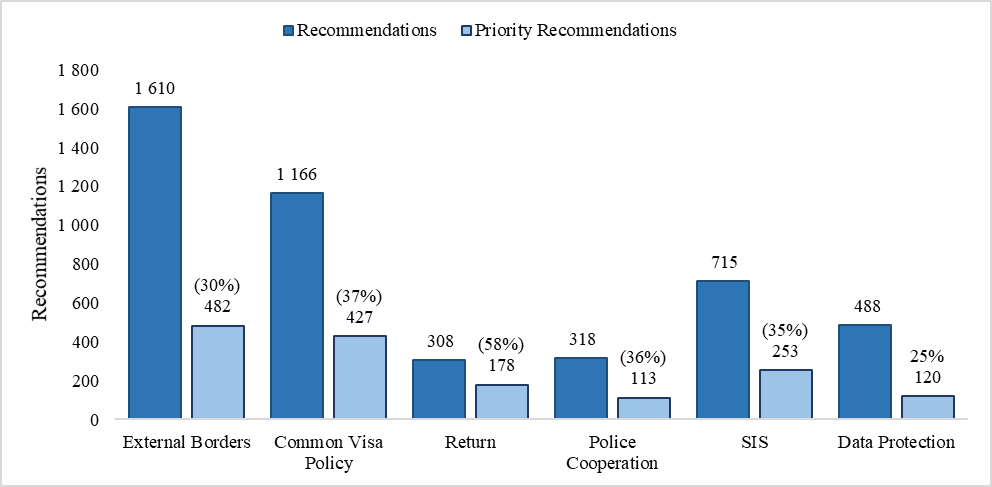 Recommendations Priority Recommendations
Recommendations
1 800
1 600
1 400
1 200
1 000
800
600
400
200
0
1 610
(30%)
482
1 166
(37%)
427
308
(58%)
178
318
(36%)
113
715
(35%)
253
488
25%
120
External Borders
Common Visa
Policy
Return
Police
Cooperation
SIS
Data Protection